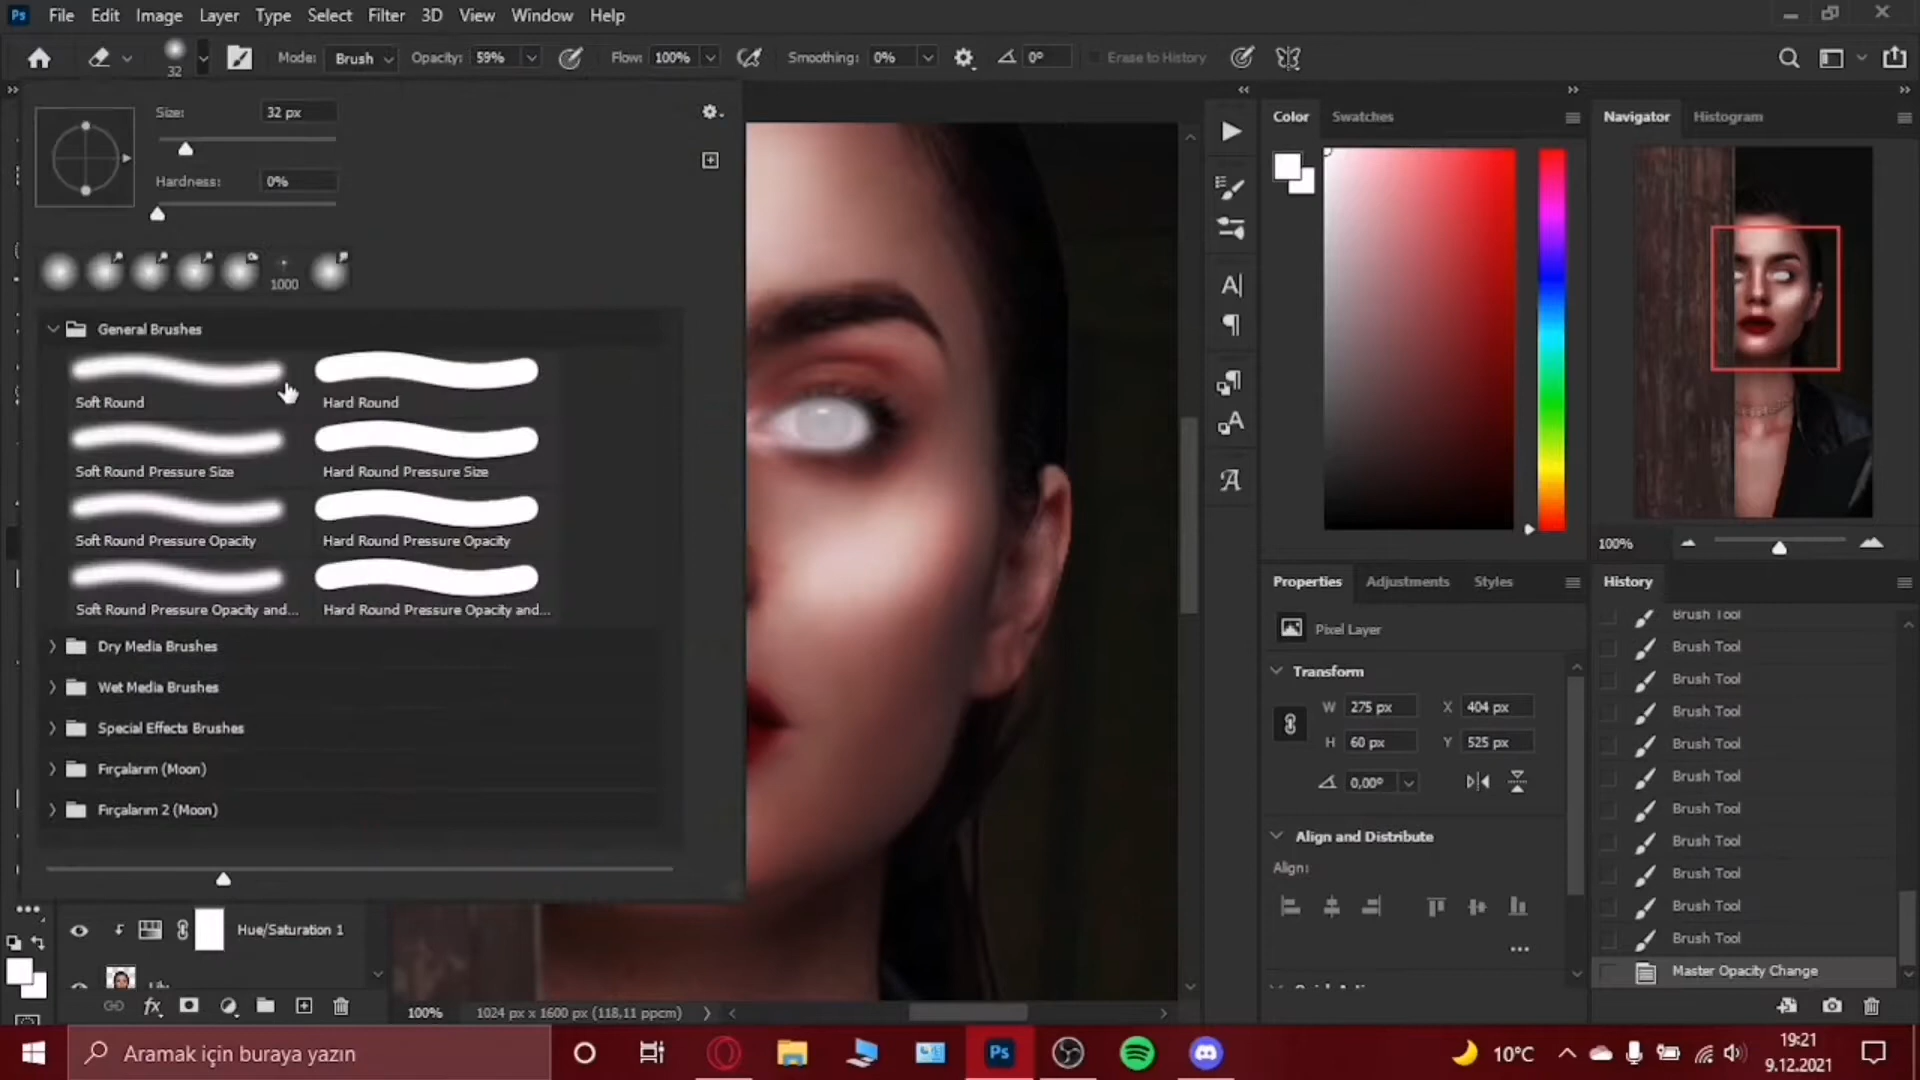 Ps File Edit Image Layer Type Select Filter 3D View Window Help
32 Mode: Brush Opacity: 59% Flow: 100% Smoothing: 0% 0° Erase to History
Size: 32 px
Hardness: 0%
1000
General Brushes
Soft Round Hard Round
Soft Round Pressure Size Hard Round Pressure Size
Soft Round Pressure Opacity Hard Round Pressure Opacity
Soft Round Pressure Opacity and... Hard Round Pressure Opacity and...
Dry Media Brushes
Wet Media Brushes
Special Effects Brushes
Fırçalarım (Moon)
Fırçalarım 2 (Moon)
Hue/Saturation 1
fx
100% 1024 px x 1600 px (118,11 ppcm)
Color Swatches
Navigator Histogram
100%
Properties Adjustments Styles
Pixel Layer
Transform
W 275 px X 404 px
H 60 px Y 525 px
0,00°
Align and Distribute
Align:
History
Brush Tool
Brush Tool
Brush Tool
Brush Tool
Brush Tool
Brush Tool
Brush Tool
Brush Tool
Brush Tool
Brush Tool
Brush Tool
Master Opacity Change
Aramak için buraya yazın
Ps
10°C
19:21
9.12.2021